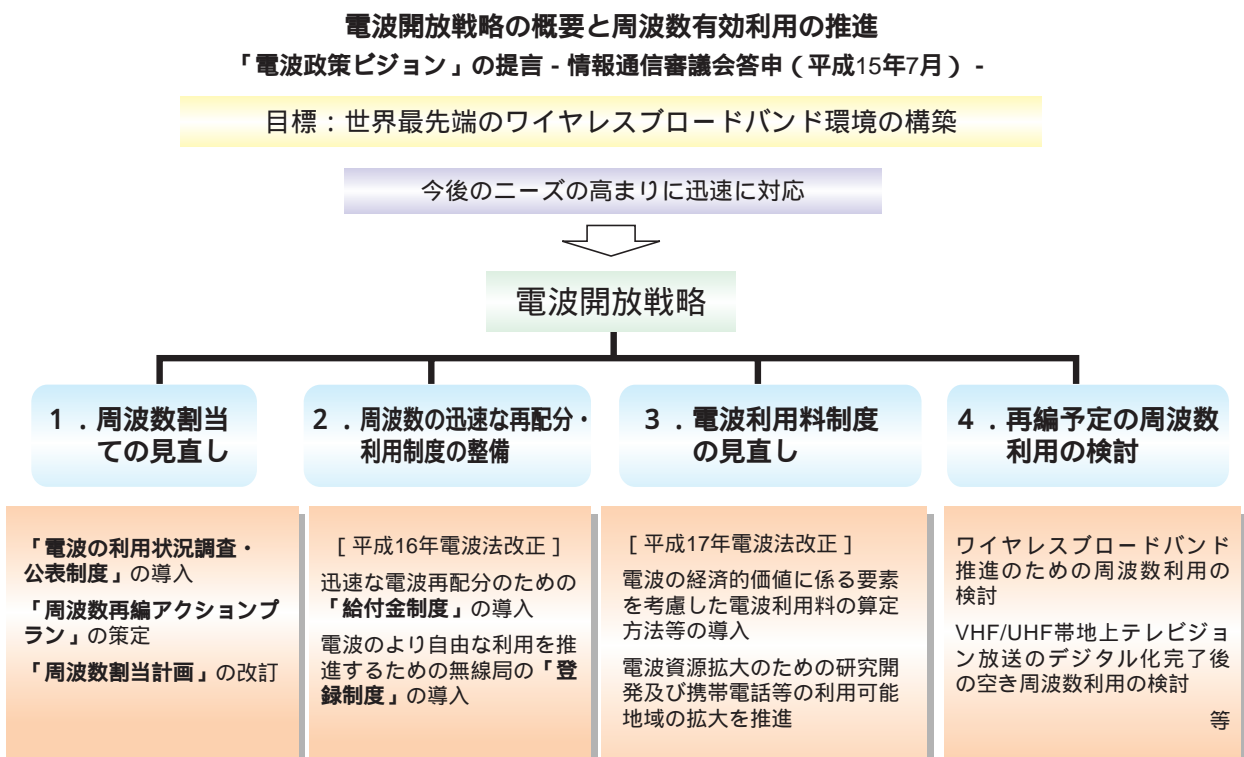 電波開放戦略の概要と周波数有効利用の推進
「電波政策ビジョン」の提言 - 情報通信審議会答申（平成15年7月） -
目標：世界最先端のワイヤレスブロードバンド環境の構築
今後のニーズの高まりに迅速に対応
電波開放戦略
1．周波数割当
ての見直し
「電波の利用状況調査・
公表制度」の導入
「周波数再編アクションプ
ラン」の策定
「周波数割当計画」の改訂
2．周波数の迅速な再配分・
利用制度の整備
［平成16年電波法改正］
迅速な電波再配分のための
「給付金制度」の導入
電波のより自由な利用を推
進するための無線局の「登
録制度」の導入
3．電波利用料制度
の見直し
［平成17年電波法改正］
電波の経済的価値に係る要素
を考慮した電波利用料の算定
方法等の導入
電波資源拡大のための研究開
発及び携帯電話等の利用可能
地域の拡大を推進
4．再編予定の周波数
利用の検討
ワイヤレスブロードバンド
推進のための周波数利用の
検討
VHF/UHF帯地上テレビジョ
ン放送のデジタル化完了後
の空き周波数利用の検討
等